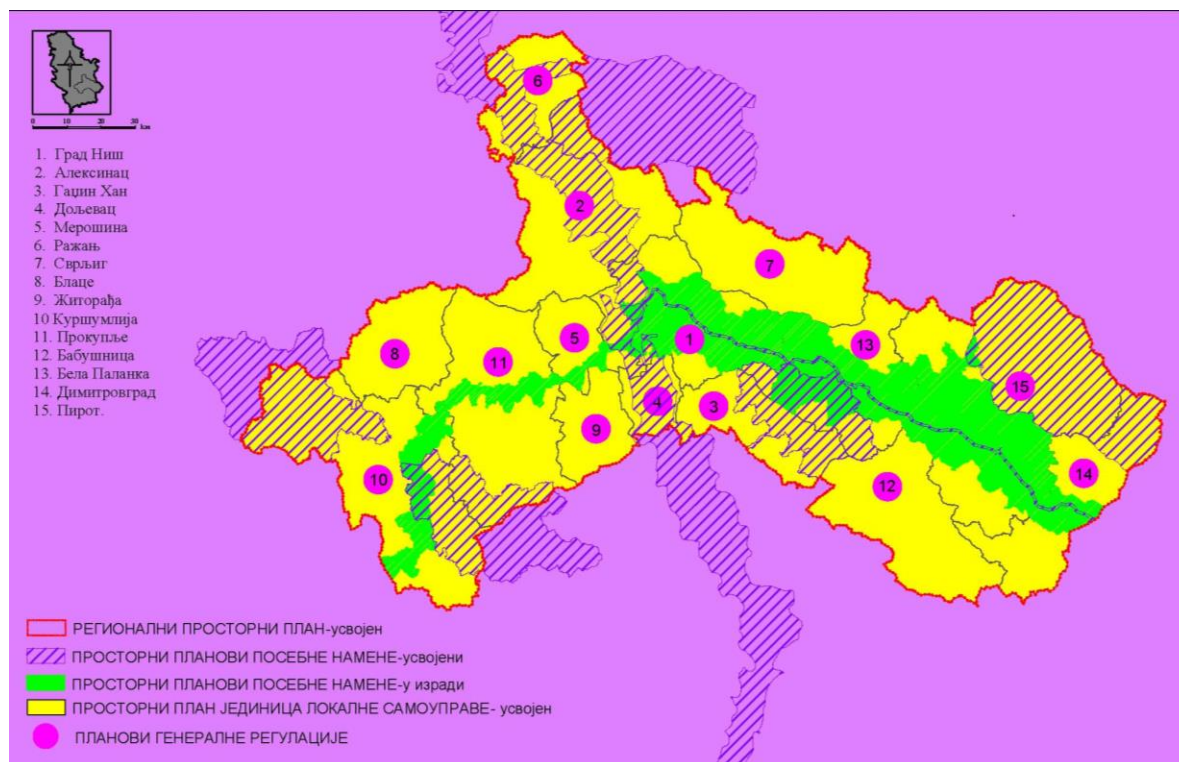 0 10 20 30 km
1. Град Ниш
2. Алексинац
3. Гаџин Хан
4. Дољевац
5. Мерошина
6. Ражањ
7. Сврљиг
8. Блаце
9. Житорађа
10 Куршумлија
11. Прокупље
12. Бабушница
13. Бела Паланка
14. Димитровград
15. Пирот.
6
2
7
1
13
5
8
11
15
4
3
9
14
10
12
РЕГИОНАЛНИ ПРОСТОРНИ ПЛАН-усвојен
ПРОСТОРНИ ПЛАНОВИ ПОСЕБНЕ НАМЕНЕ-усвојени
ПРОСТОРНИ ПЛАНОВИ ПОСЕБНЕ НАМЕНЕ-у изради
ПРОСТОРНИ ПЛАН ЈЕДИНИЦА ЛОКАЛНЕ САМОУПРАВЕ- усвојен
ПЛАНОВИ ГЕНЕРАЛНЕ РЕГУЛАЦИЈЕ